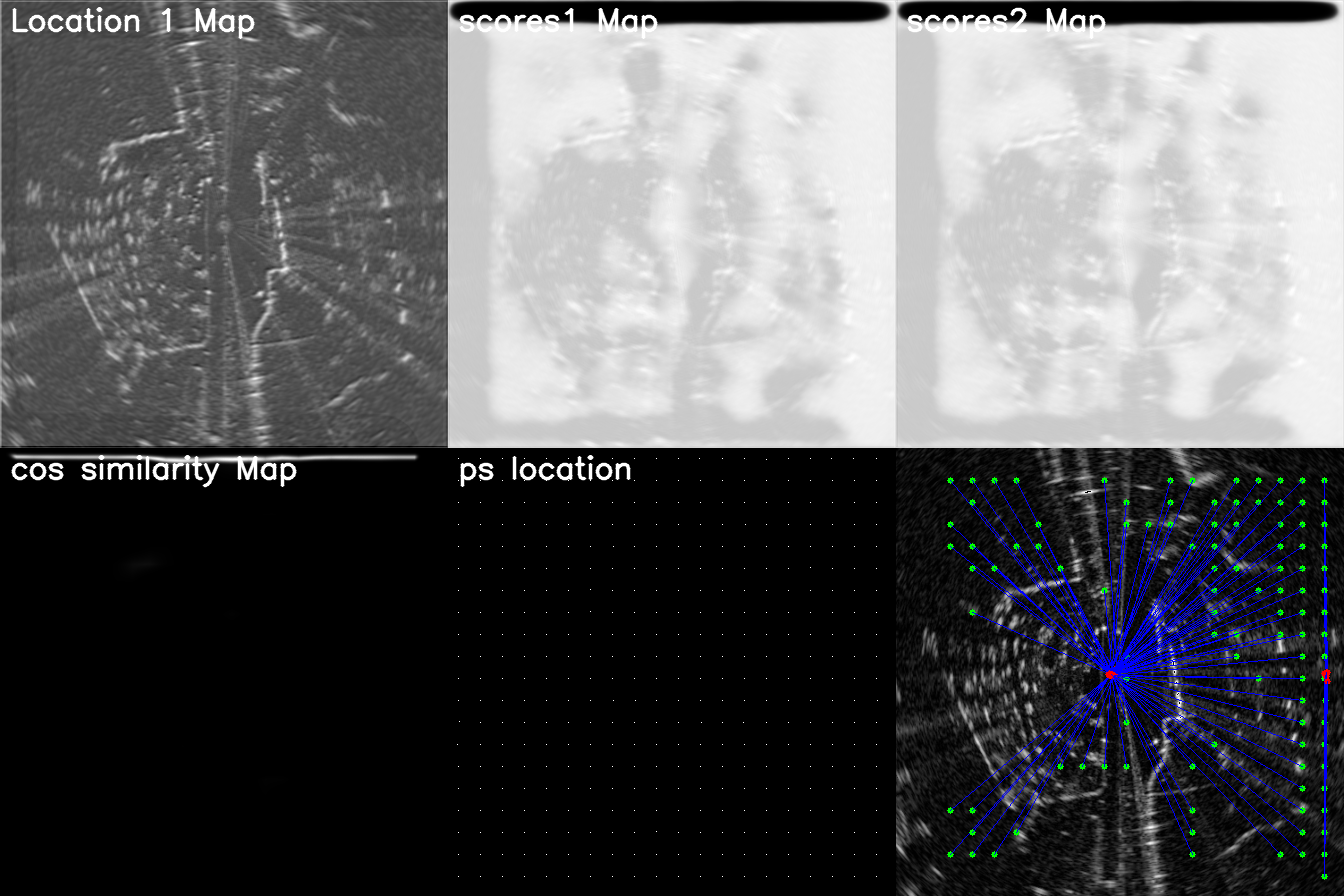 Location 1 Map
scores1 Map
scores2 Map
cos similarity Map
ps location